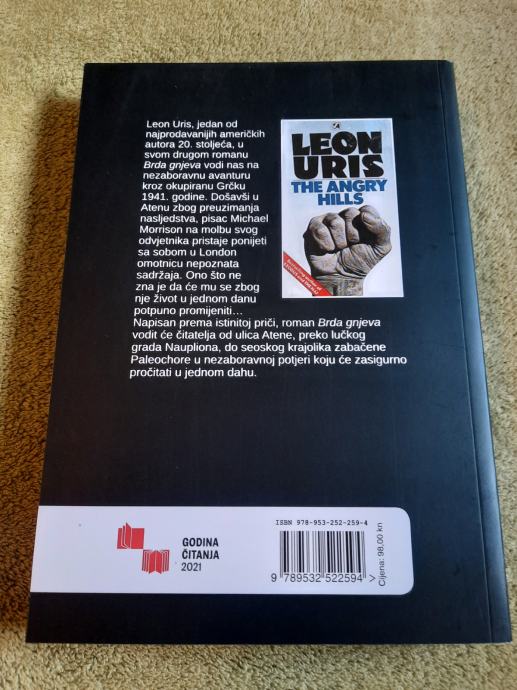 Leon Uris, jedan od
najprodavanijih američkih
autora 20. stoljeća, u
svom drugom romanu
Brda gnjeva vodi nas na
nezaboravnu avanturu
kroz okupiranu Grčku
1941. godine. Došavši u
Atenu zbog preuzimanja
nasljedstva, pisac Michael
Morrison na molbu svog
odvjetnika pristaje ponijeti
sa sobom u London
omotnicu nepoznata
sadržaja. Ono što ne
zna je da će mu se zbog
nje život u jednom danu
potpuno promijeniti...
Napisan prema istinitoj priči, roman Brda gnjeva
vodit će čitatelja od ulica Atene, preko lučkog
grada Naupliona, do seoskog krajolika zabačene
Paleochore u nezaboravnoj potjeri koju će zasigurno
pročitati u jednom dahu.
LEON
URIS
THE ANGRY
HILLS
GODINA
ČITANJA
2021
ISBN 978-953-252-259-4
9 789532 522594 >
Cijena: 98,00 kn